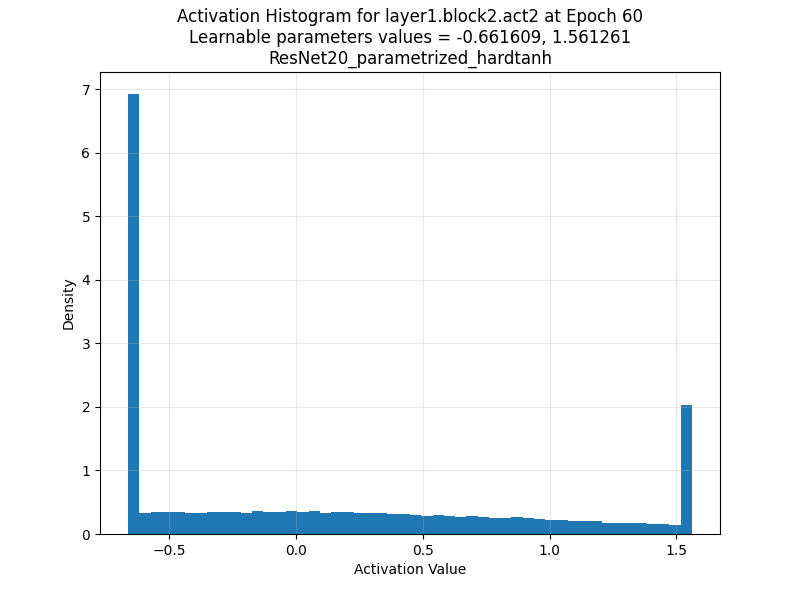 Activation Histogram for layer1.block2.act2 at Epoch 60
Learnable parameters values = -0.661609, 1.561261
ResNet20_parametrized_hardtanh
7
6
5
4
3
2
1
0
Density
−0.5
0.0
0.5
1.0
1.5
Activation Value